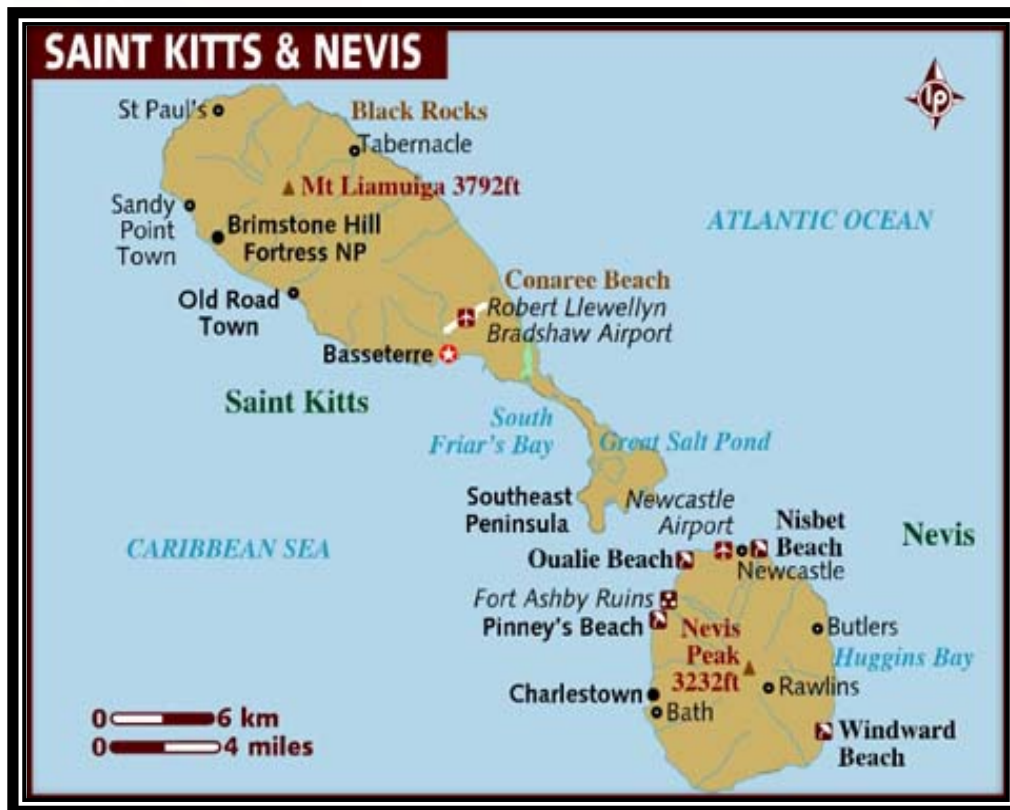 SAINT KITTS & NEVIS
lp
St Paul's
Black Rocks
Tabernacle
Mt Liamuiga 3792ft
Sandy
Point
Town
Brimstone Hill
Fortress NP
ATLANTIC OCEAN
Old Road
Town
Conaree Beach
Robert Llewellyn
Bradshaw Airport
Basseterre
Saint Kitts
South
Friar's Bay
Great Salt Pond
Southeast
Peninsula
Newcastle
Airport
Nisbet
Beach
Nevis
CARIBBEAN SEA
Oualie Beach
Newcastle
Fort Ashby Ruins
Pinney's Beach
Nevis
Peak
3232ft
Butlers
Huggins Bay
Charlestown
Rawlins
Bath
Windward
Beach
0 6 km
0 4 miles